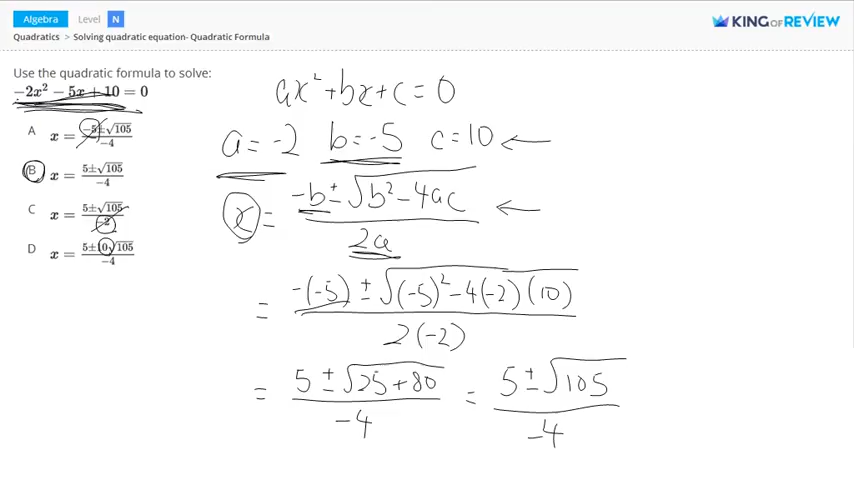 Algebra Level N
KING OF REVIEW
Quadratics > Solving quadratic equation- Quadratic Formula
Use the quadratic formula to solve:
−2x² − 5x + 10 = 0
A x = (−5±√105)/−4
B x = (5±√105)/−4
C x = (5±√105)/−2
D x = (5±10√105)/−4
ax² + bx + c = 0
a = -2 b = -5 c = 10 ←
x = (-b ± √(b² - 4ac))/(2a) ←
= (-(-5) ± √((-5)² - 4(-2)(10)))/(2(-2))
= (5 ± √(25 + 80))/-4 = (5 ± √105)/-4